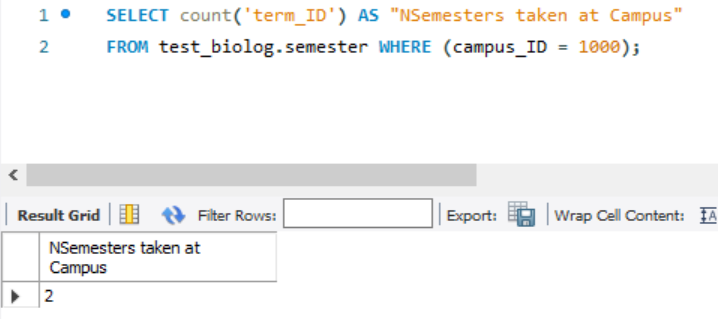 1 SELECT count('term_ID') AS "NSemesters taken at Campus"
2 FROM test_biolog.semester WHERE (campus_ID = 1000);
Result Grid Filter Rows: Export: Wrap Cell Content: IA
NSemesters taken at
Campus
2